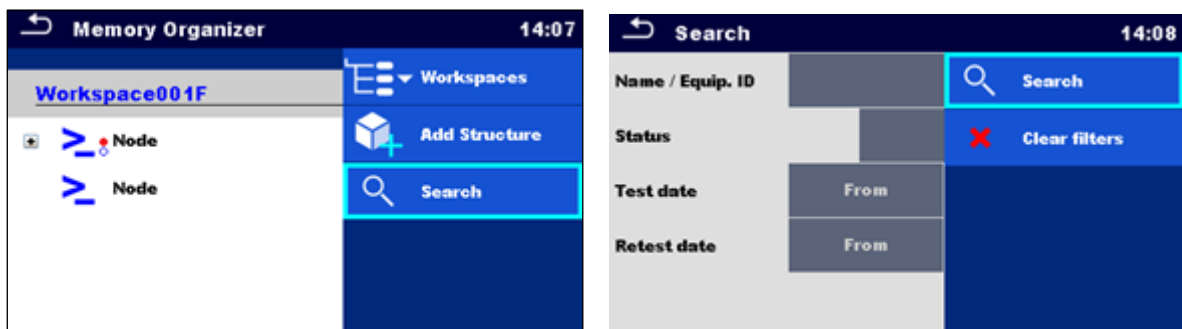 Memory Organizer 14:07
Workspace001F
Node
Node
Workspaces
Add Structure
Search
Search 14:08
Name / Equip. ID
Status
Test date From
Retest date From
Search
Clear filters